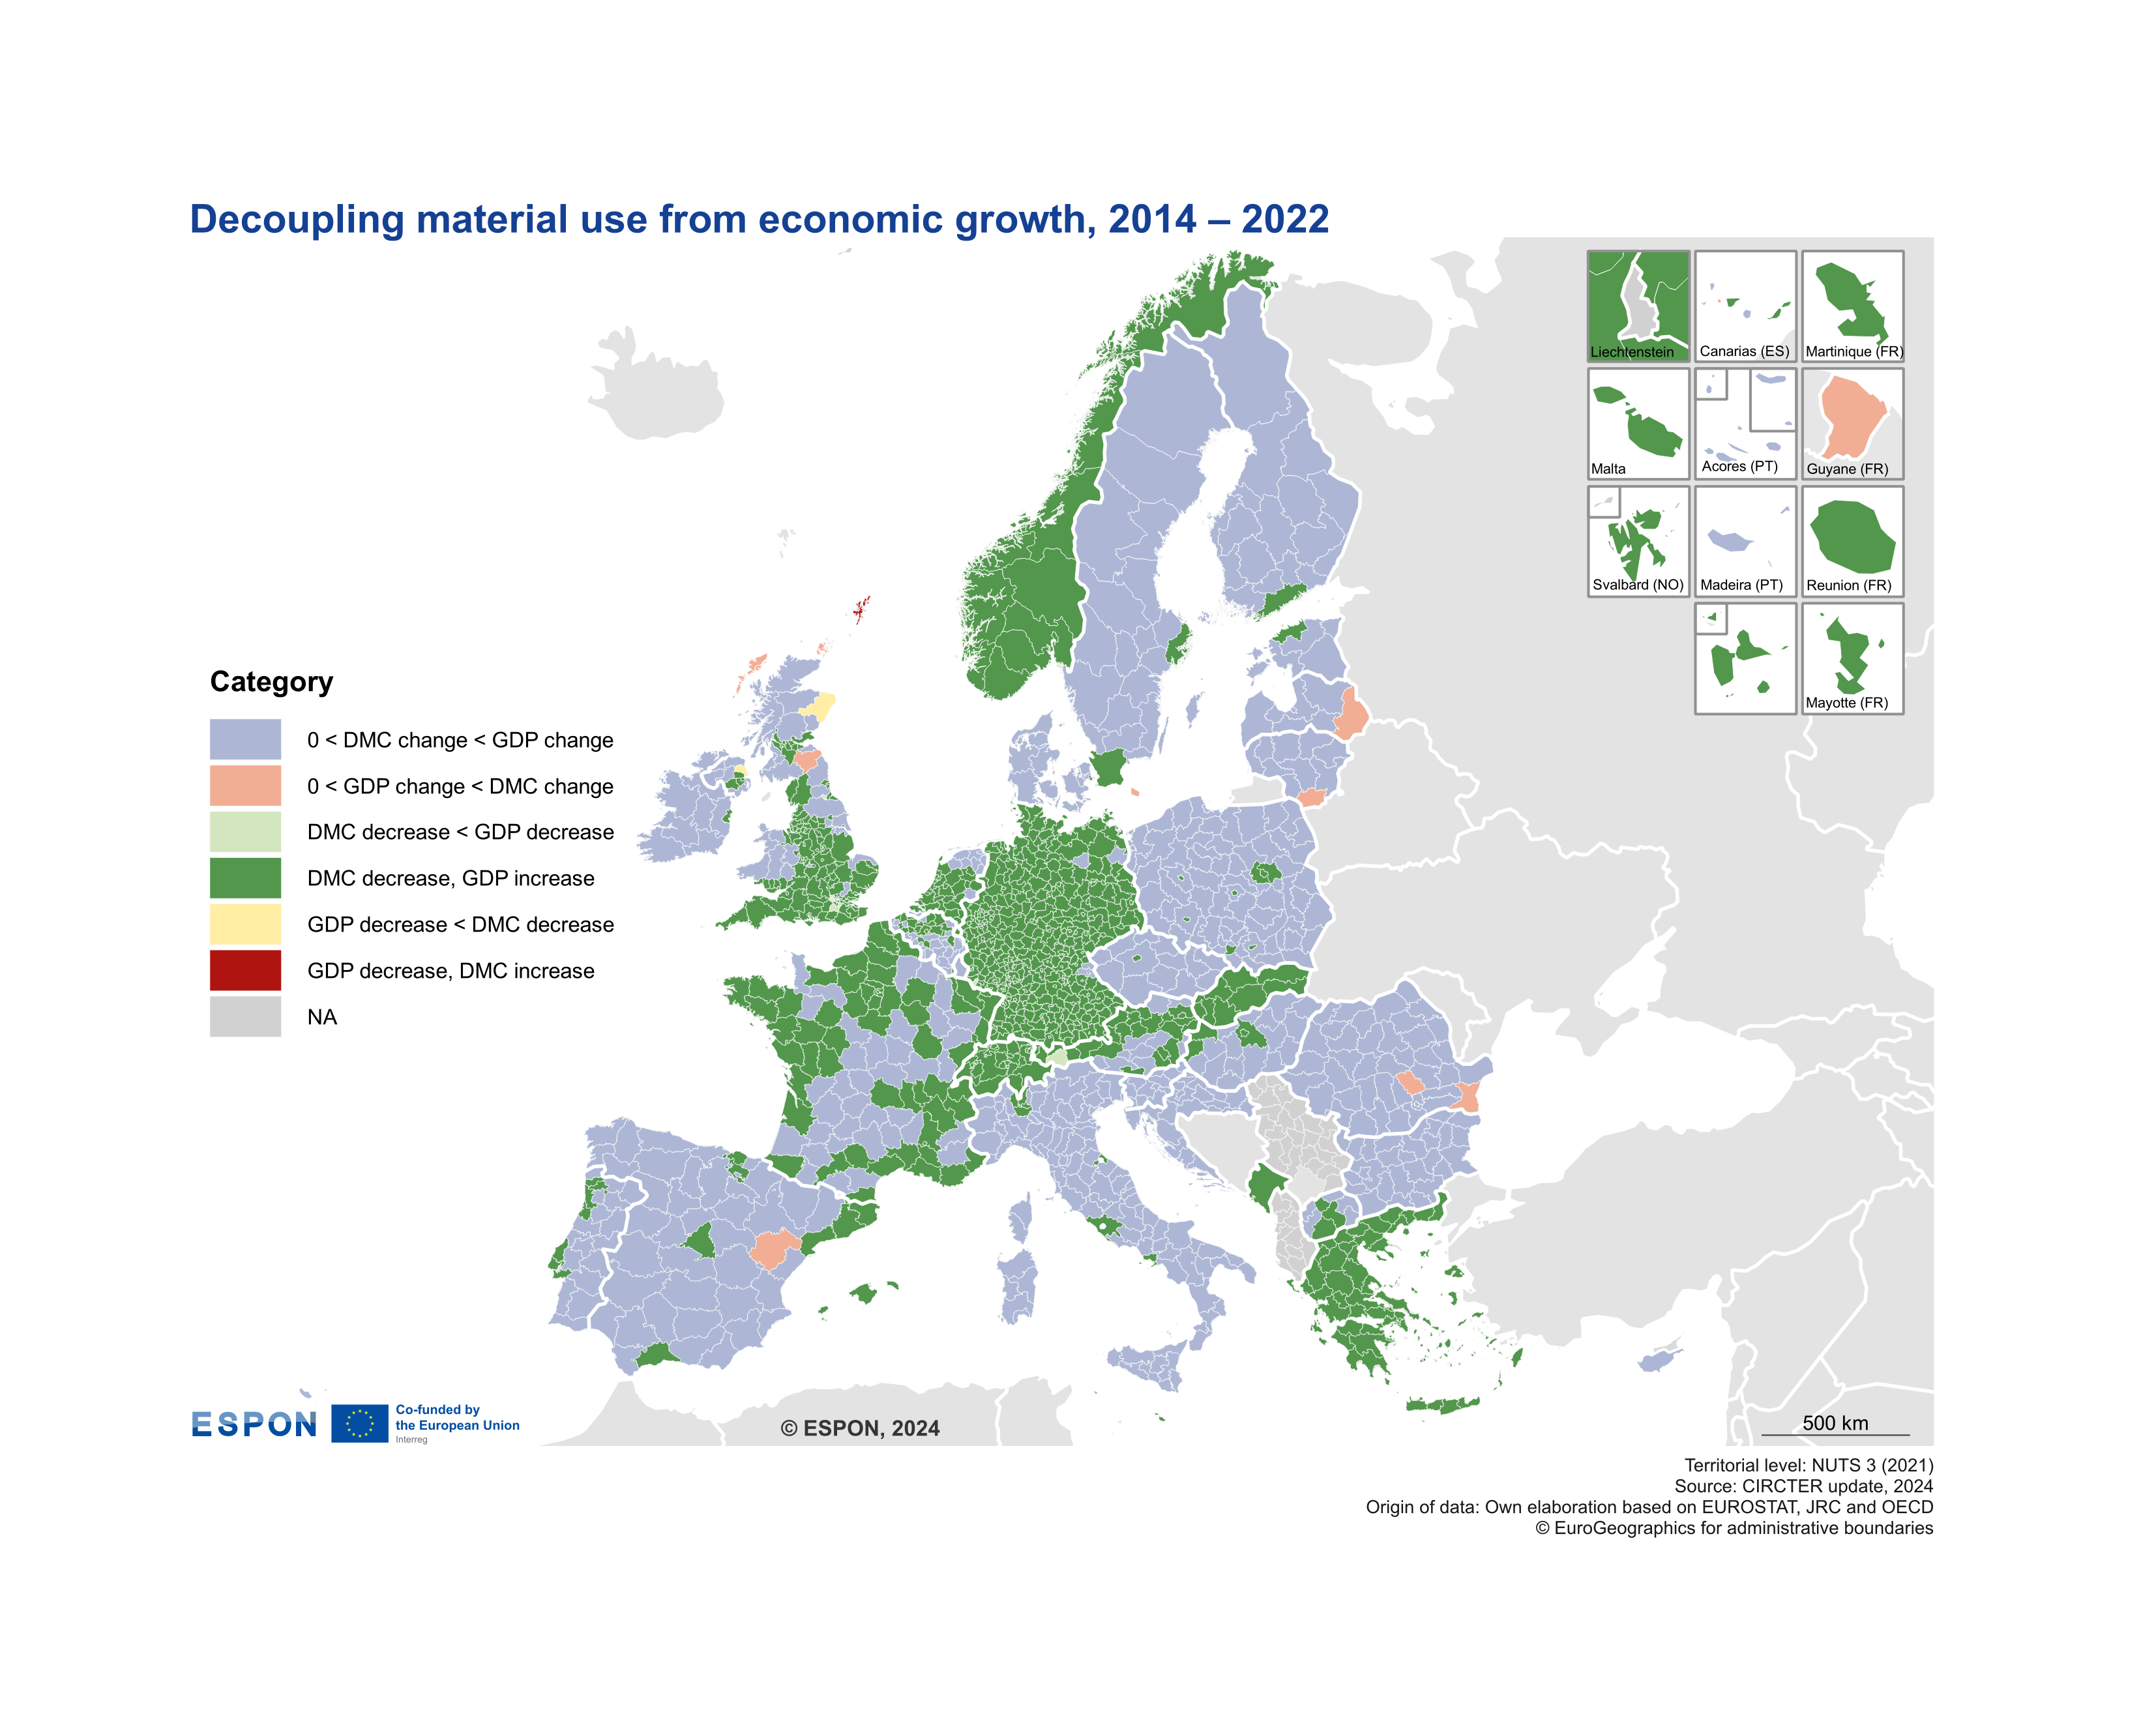 Decoupling material use from economic growth, 2014 – 2022
Category
0 < DMC change < GDP change
0 < GDP change < DMC change
DMC decrease < GDP decrease
DMC decrease, GDP increase
GDP decrease < DMC decrease
GDP decrease, DMC increase
NA
Liechtenstein
Canarias (ES)
Martinique (FR)
Malta
Acores (PT)
Guyane (FR)
Svalbard (NO)
Madeira (PT)
Reunion (FR)
Mayotte (FR)
ESPON
Co-funded by
the European Union
Interreg
© ESPON, 2024
500 km
Territorial level: NUTS 3 (2021)
Source: CIRCTER update, 2024
Origin of data: Own elaboration based on EUROSTAT, JRC and OECD
© EuroGeographics for administrative boundaries